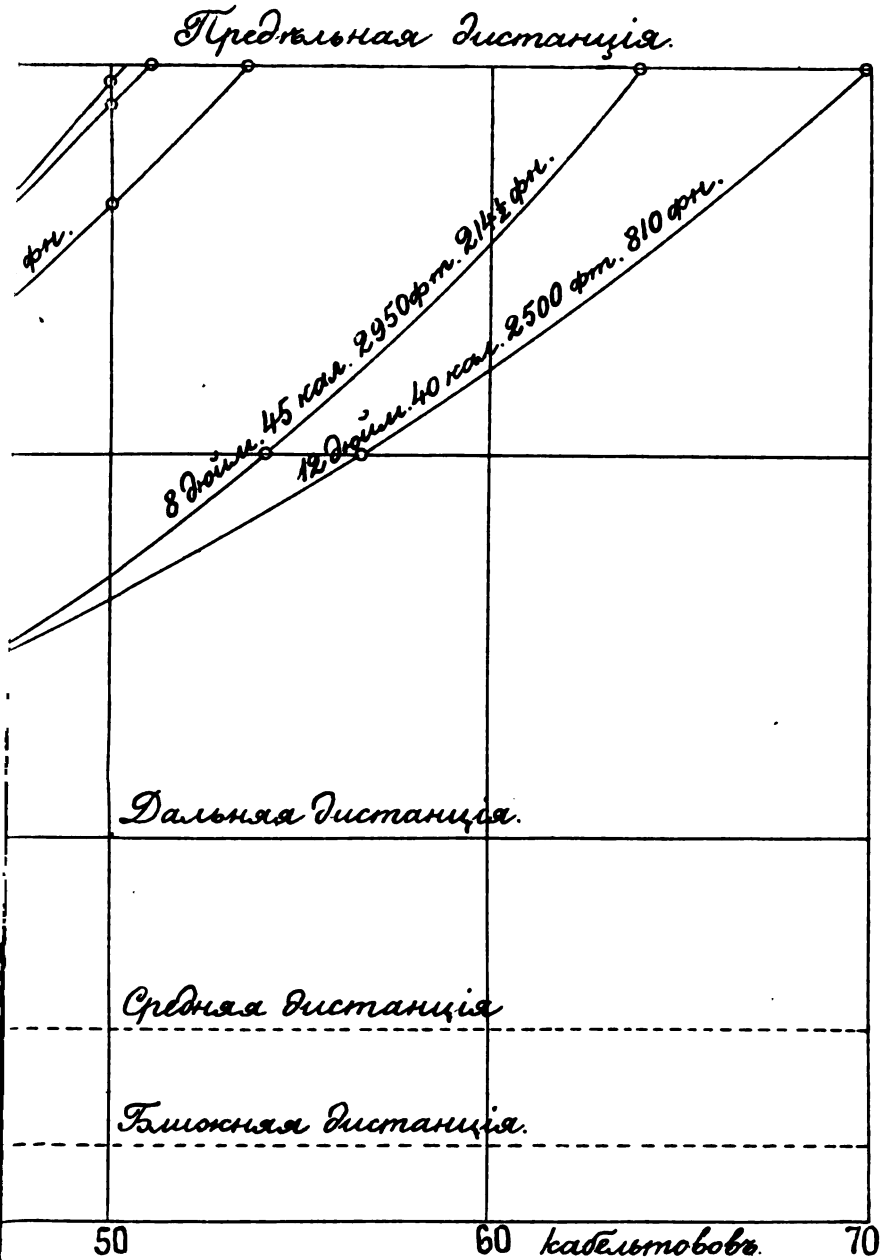 Предѣльная дистанція.
фн.
8 дюйм. 45 кал. 2950 фт. 214½ фн.
12 дюйм. 40 кал. 2500 фт. 810 фн.
Дальняя дистанція.
Средняя дистанція
Ближняя дистанція.
50 60 кабельтововъ. 70